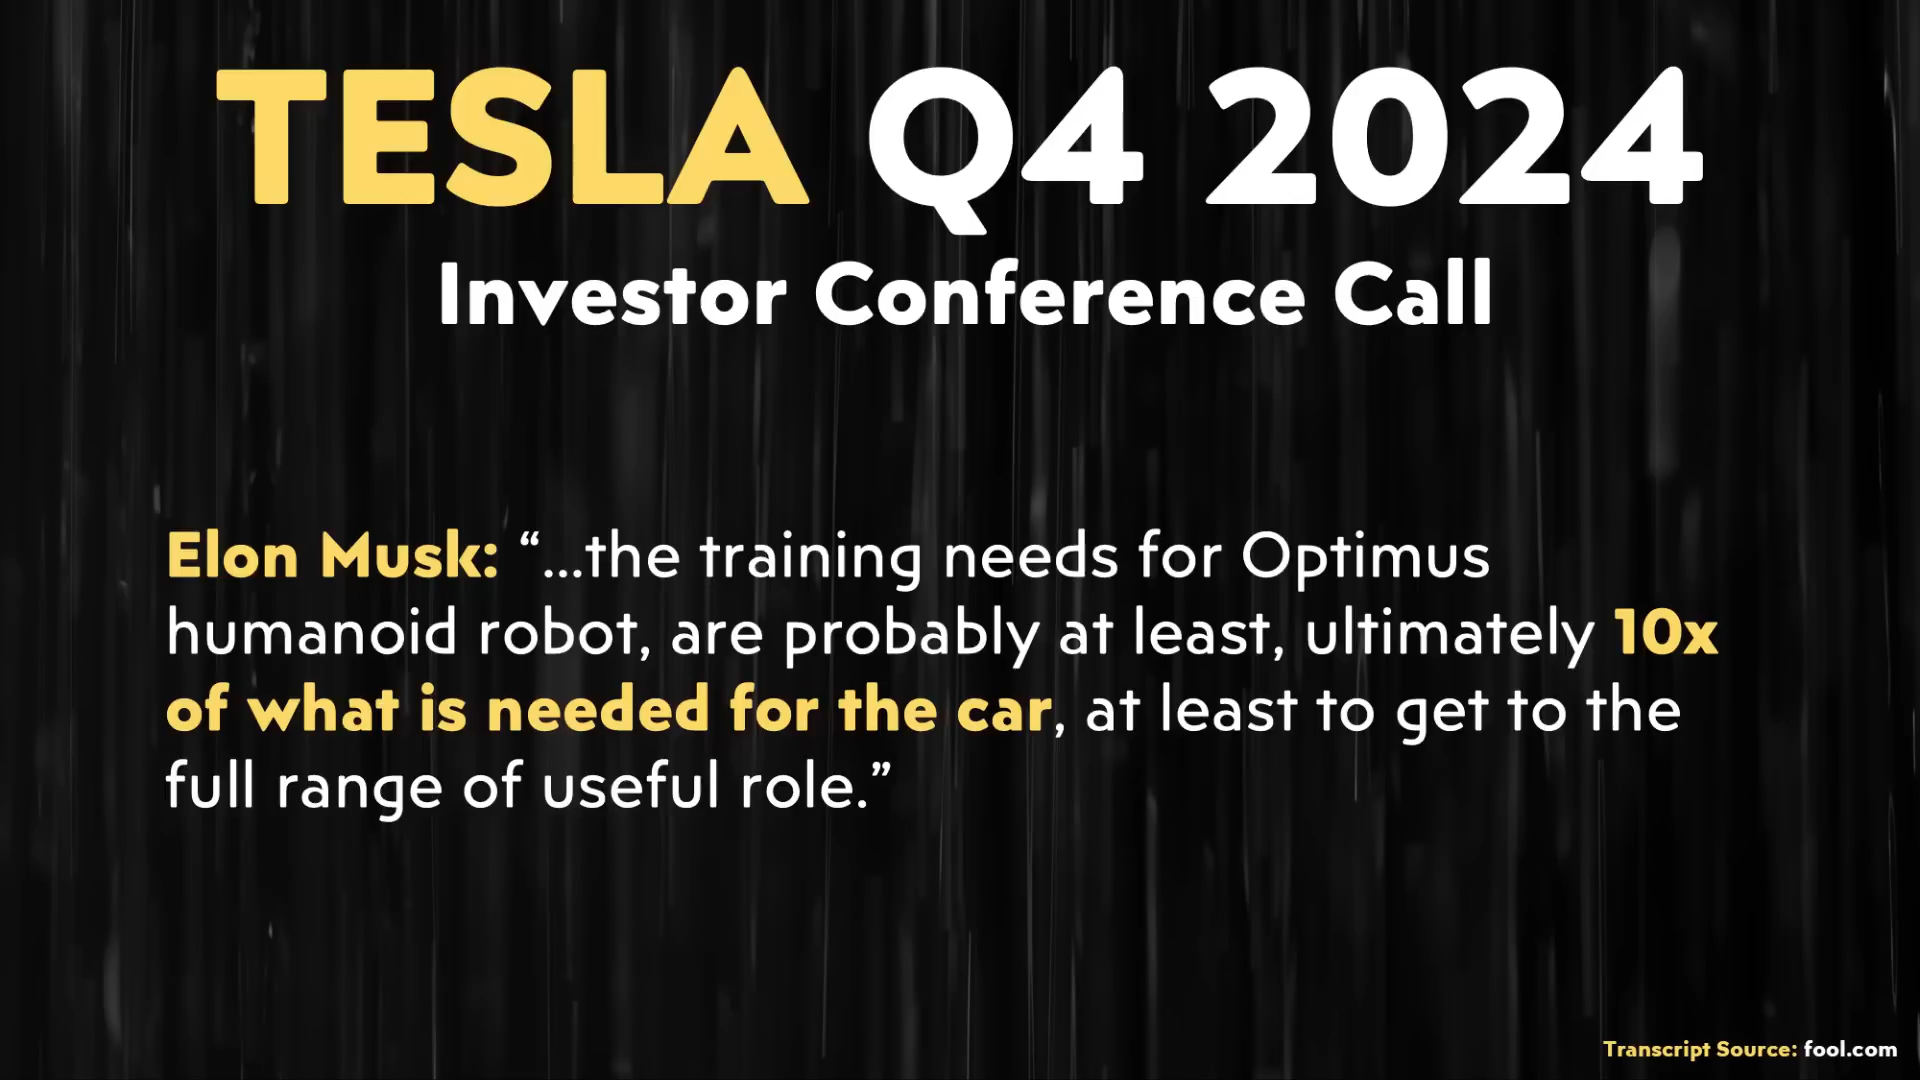 TESLA Q4 2024
Investor Conference Call
Elon Musk: “...the training needs for Optimus
humanoid robot, are probably at least, ultimately 10x
of what is needed for the car, at least to get to the
full range of useful role.”
Transcript Source: fool.com